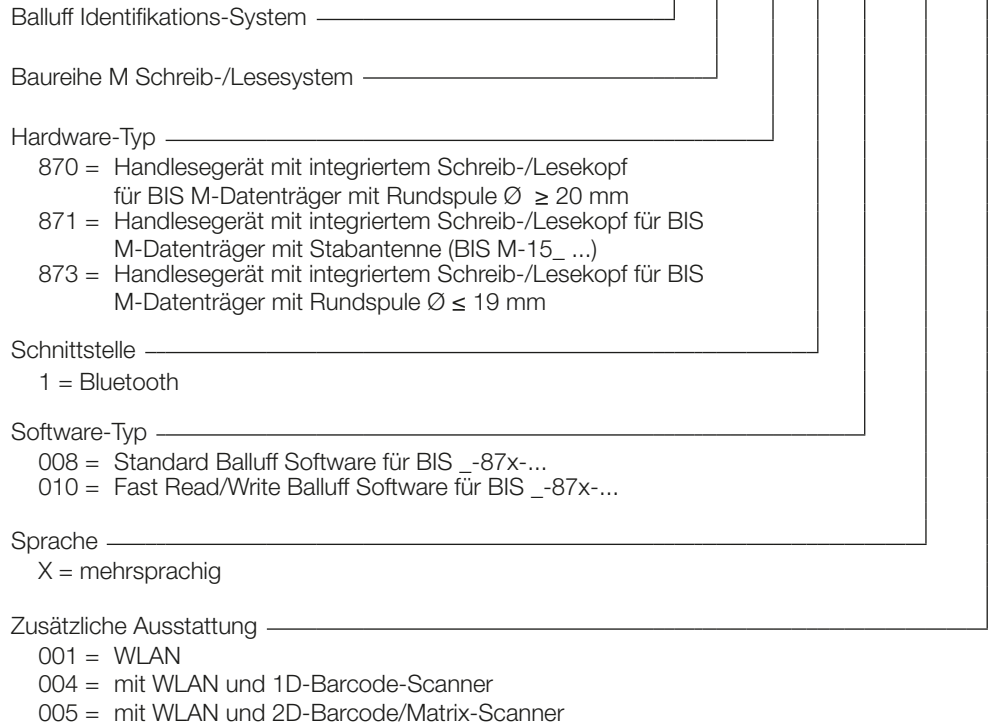 Balluff Identifikations-System
Baureihe M Schreib-/Lesesystem
Hardware-Typ
870 = Handlesegerät mit integriertem Schreib-/Lesekopf
für BIS M-Datenträger mit Rundspule Ø ≥ 20 mm
871 = Handlesegerät mit integriertem Schreib-/Lesekopf für BIS
M-Datenträger mit Stabantenne (BIS M-15_ ...)
873 = Handlesegerät mit integriertem Schreib-/Lesekopf für BIS
M-Datenträger mit Rundspule Ø ≤ 19 mm
Schnittstelle
1 = Bluetooth
Software-Typ
008 = Standard Balluff Software für BIS _-87x-...
010 = Fast Read/Write Balluff Software für BIS _-87x-...
Sprache
X = mehrsprachig
Zusätzliche Ausstattung
001 = WLAN
004 = mit WLAN und 1D-Barcode-Scanner
005 = mit WLAN und 2D-Barcode/Matrix-Scanner